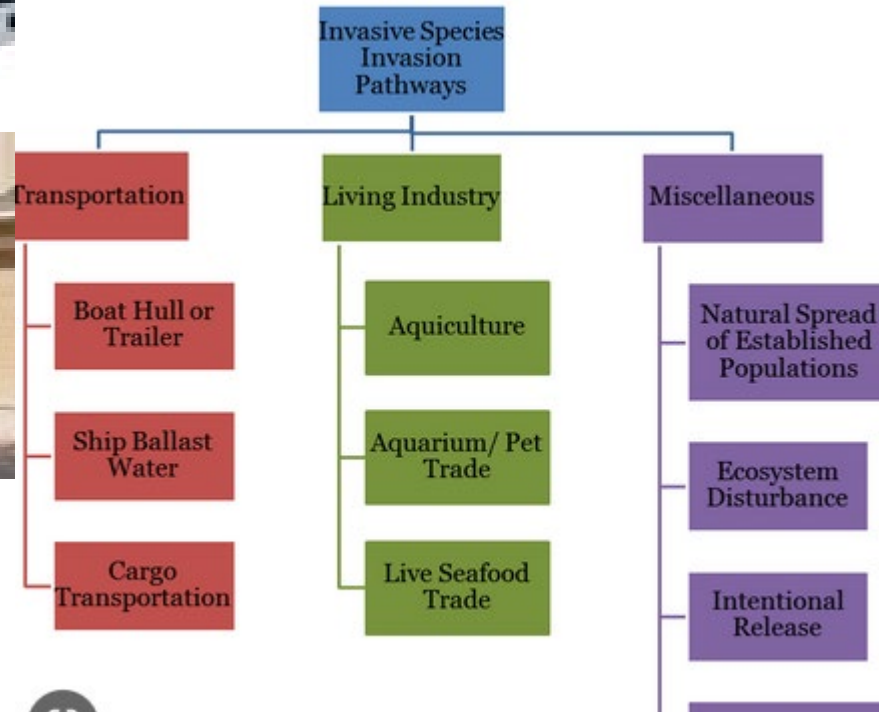 Invasive Species
Invasion
Pathways
Transportation
Living Industry
Miscellaneous
Boat Hull or
Trailer
Ship Ballast
Water
Cargo
Transportation
Aquiculture
Aquarium/ Pet
Trade
Live Seafood
Trade
Natural Spread
of Established
Populations
Ecosystem
Disturbance
Intentional
Release